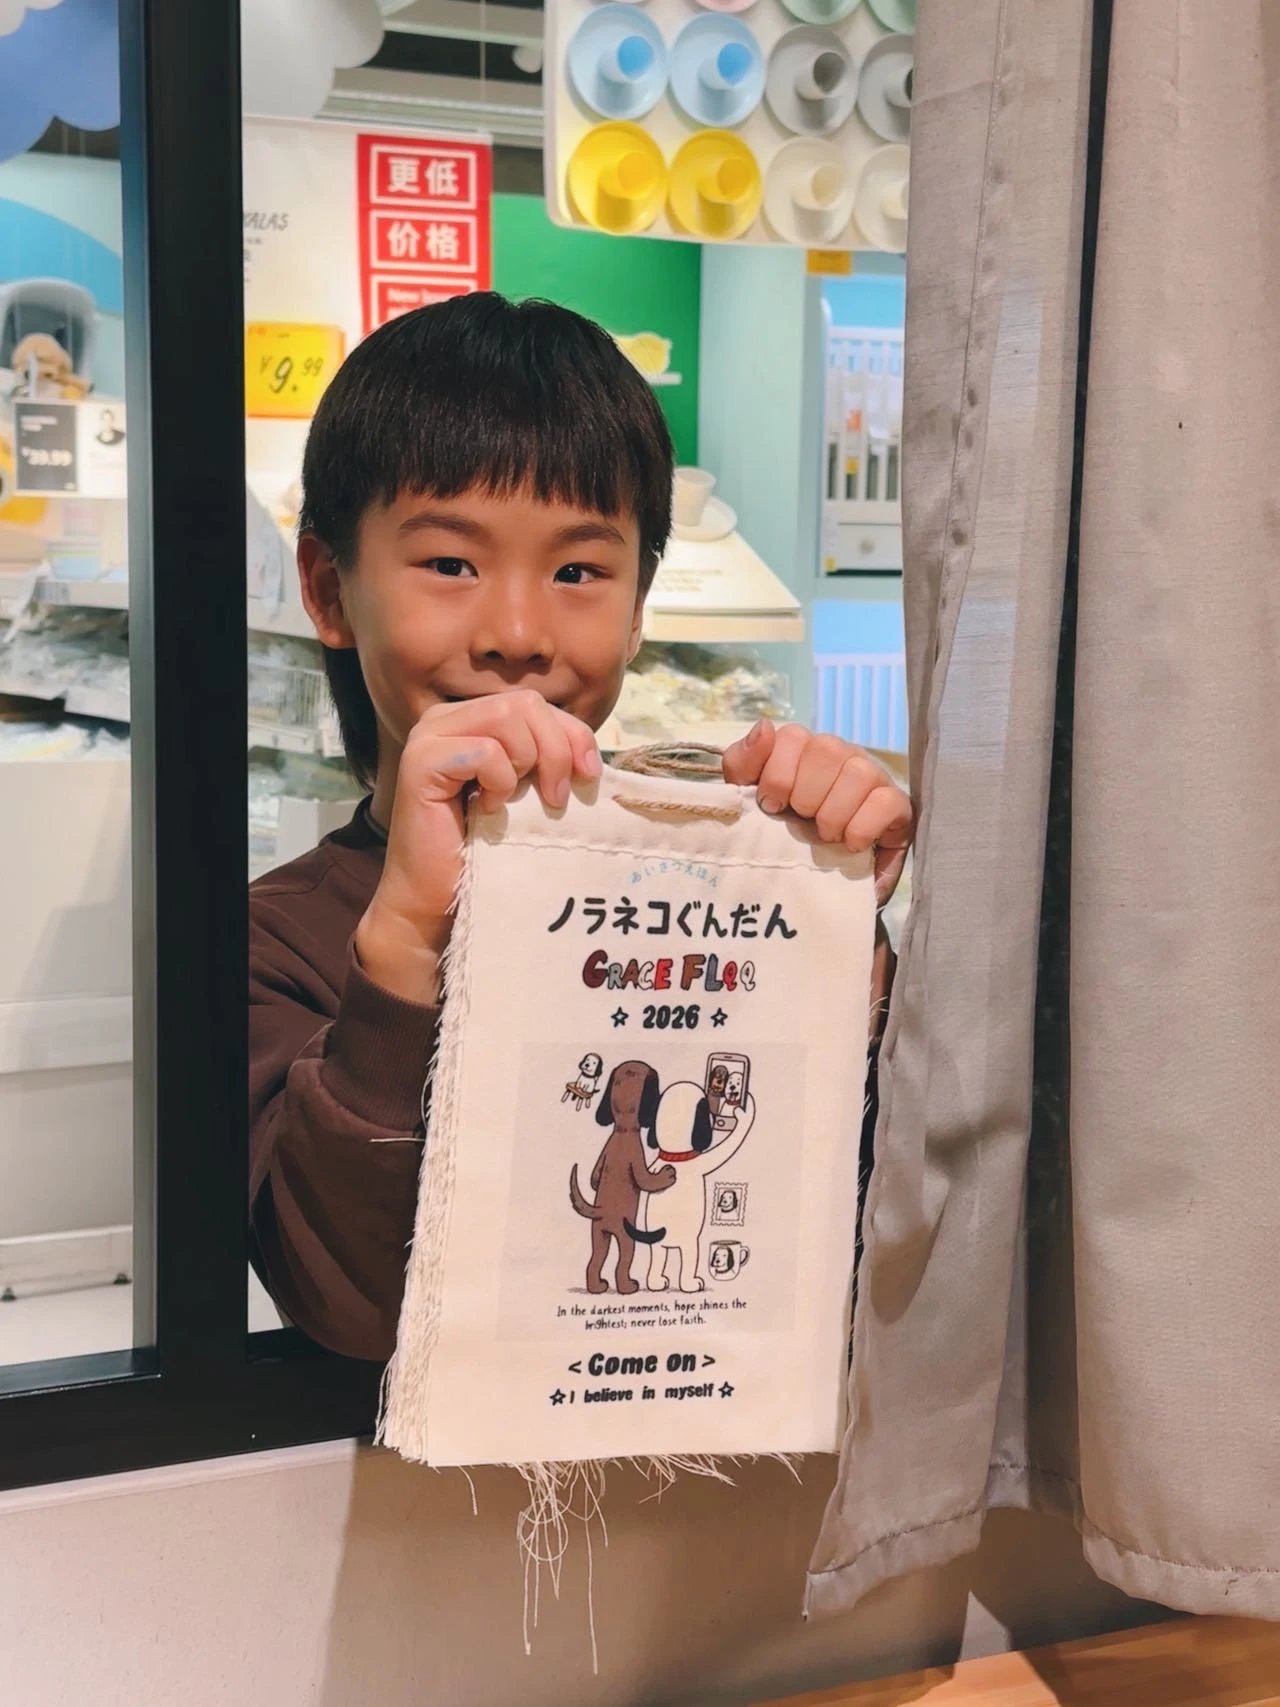 更低
价格
¥9.99
あいさつえほん
ノラネコぐんだん
GRACE FLQQ
☆ 2026 ☆
In the darkest moments, hope shines the
brightest; never lose faith.
<Come on>
☆I believe in myself☆